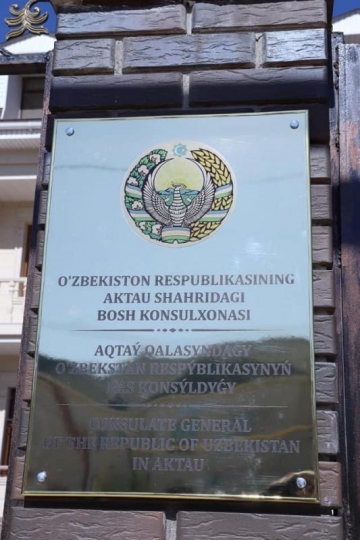 O'ZBEKISTON RESPUBLIKASINING
AKTAU SHAHRIDAGI
BOSH KONSULXONASI
AQTAÝ QALASYNDAǴY
O'ZBEKSTAN RESPÝBLIKASYNYŃ
BAS KONSÝLDYǴY
CONSULATE GENERAL
OF THE REPUBLIC OF UZBEKISTAN
IN AKTAU